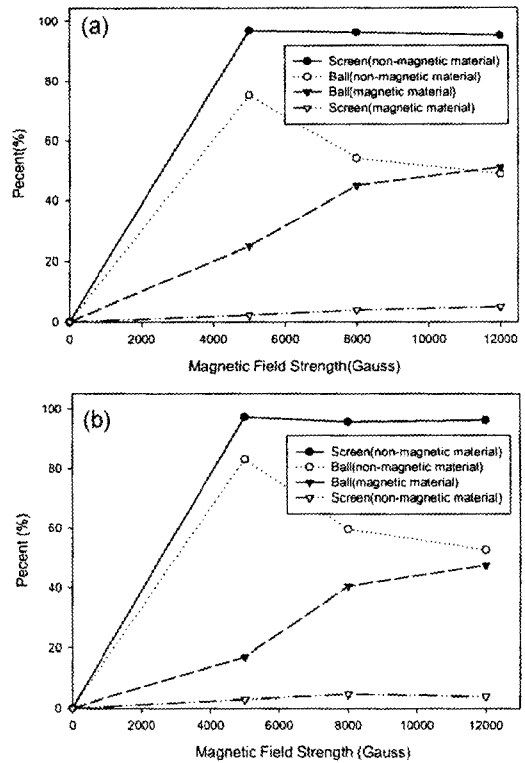 (a)
100
80
60
40
20
0
Pecent(%)
Screen(non-magnetic material)
Ball(non-magnetic material)
Ball(magnetic material)
Screen(magnetic material)
0 2000 4000 6000 8000 10000 12000
Magnetic Field Strength(Gauss)
(b)
100
80
60
40
20
0
Pecent (%)
Screen(non-magnetic material)
Ball(non-magnetic material)
Ball(magnetic material)
Screen(non-magnetic material)
0 2000 4000 6000 8000 10000 12000
Magnetic Field Strength (Gauss)